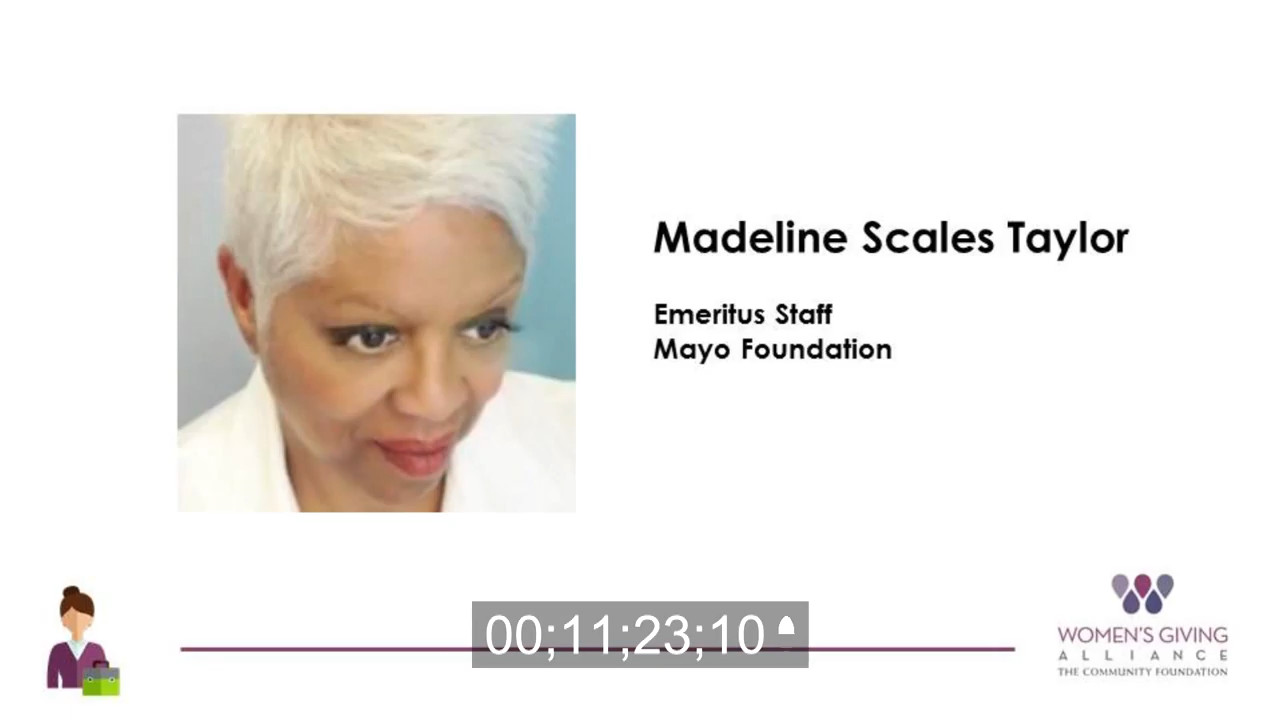 Madeline Scales Taylor
Emeritus Staff
Mayo Foundation
00;11;23;10
WOMEN'S GIVING
ALLIANCE
THE COMMUNITY FOUNDATION